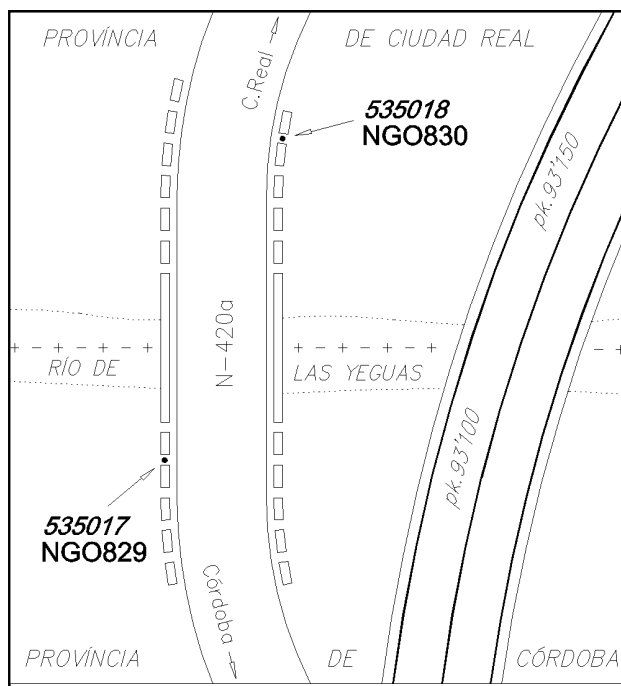 PROVÍNCIA DE CIUDAD REAL
C.Real
535018
NGO830
pk.93'150
N-420a
RÍO DE LAS YEGUAS
pk.93'100
535017
NGO829
Córdoba
PROVÍNCIA DE CÓRDOBA